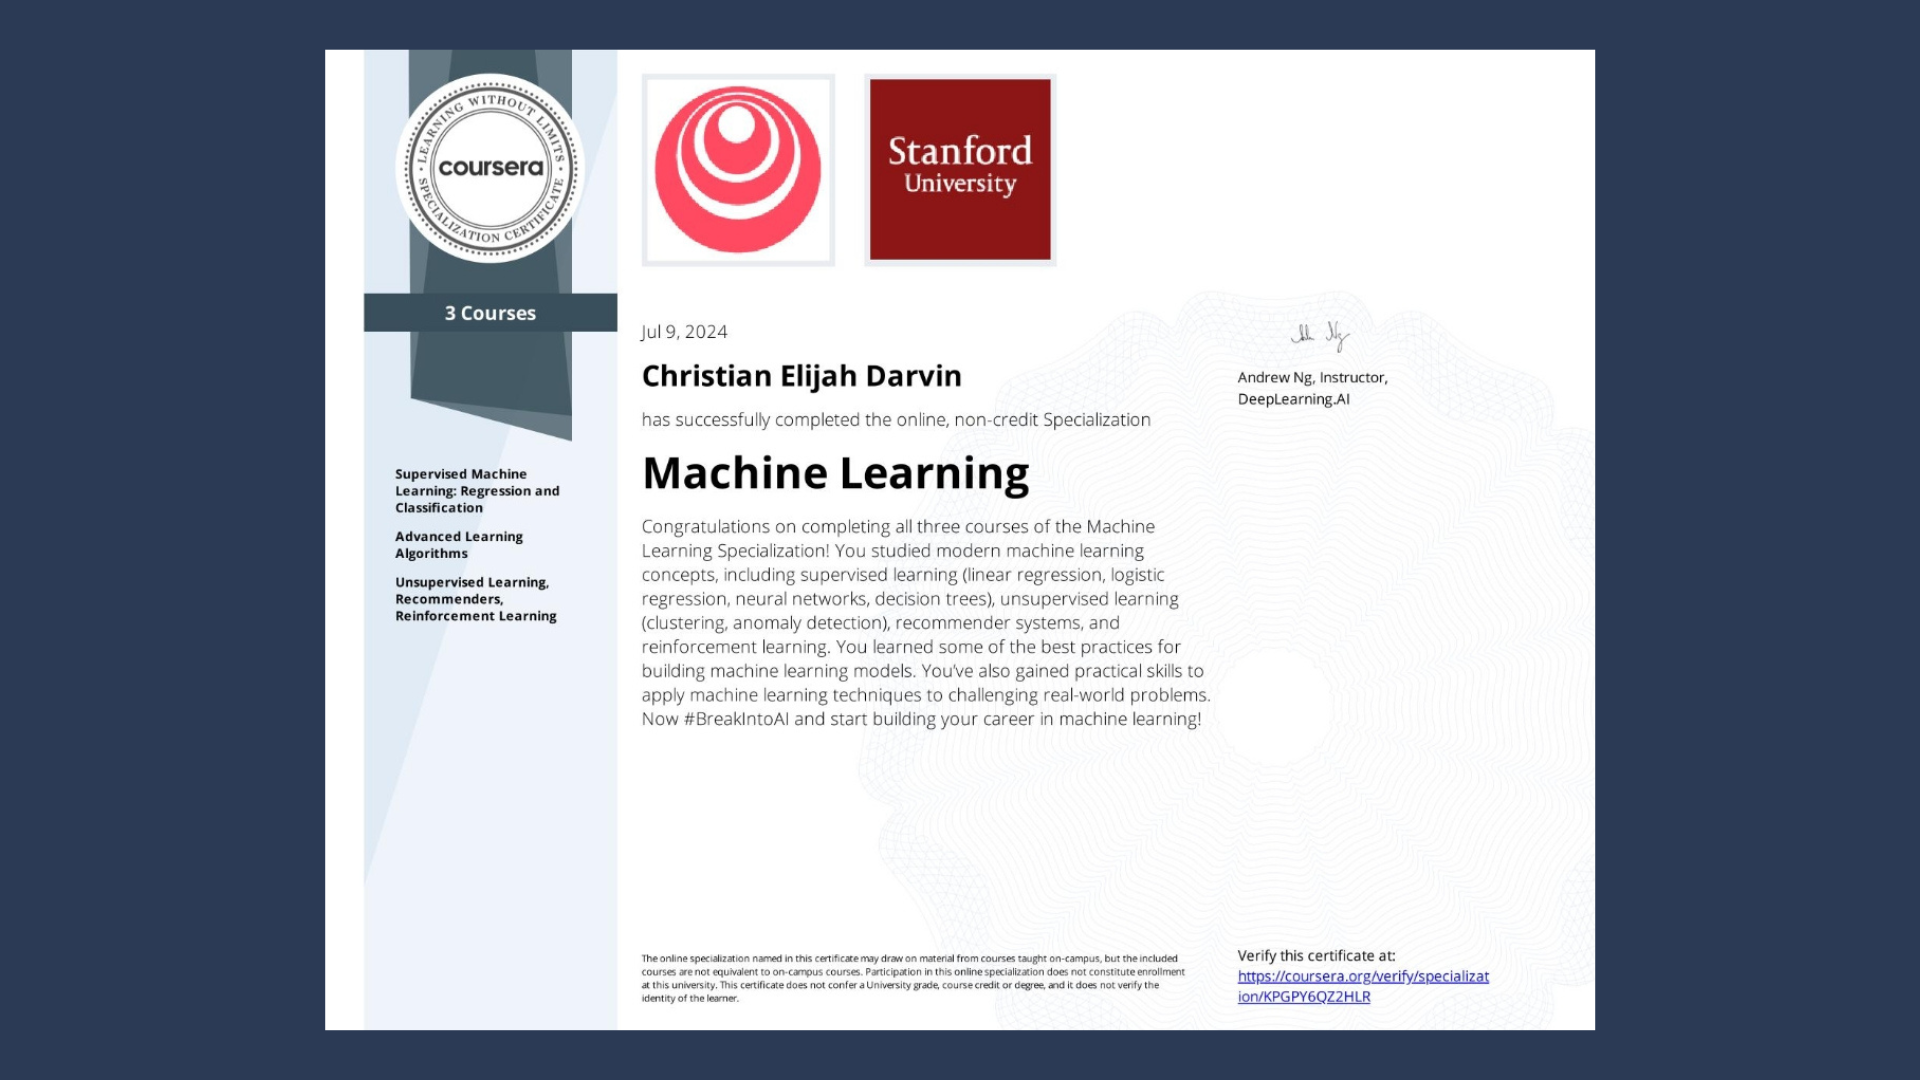 LEARNING WITHOUT LIMITS
coursera
SPECIALIZATION CERTIFICATE
3 Courses
Supervised Machine
Learning: Regression and
Classification
Advanced Learning
Algorithms
Unsupervised Learning,
Recommenders,
Reinforcement Learning
Stanford
University
Jul 9, 2024
Christian Elijah Darvin
has successfully completed the online, non-credit Specialization
Machine Learning
Congratulations on completing all three courses of the Machine
Learning Specialization! You studied modern machine learning
concepts, including supervised learning (linear regression, logistic
regression, neural networks, decision trees), unsupervised learning
(clustering, anomaly detection), recommender systems, and
reinforcement learning. You learned some of the best practices for
building machine learning models. You've also gained practical skills to
apply machine learning techniques to challenging real-world problems.
Now #BreakIntoAI and start building your career in machine learning!
Andrew Ng, Instructor,
DeepLearning.AI
The online specialization named in this certificate may draw on material from courses taught on-campus, but the included
courses are not equivalent to on-campus courses. Participation in this online specialization does not constitute enrollment
at this university. This certificate does not confer a University grade, course credit or degree, and it does not verify the
identity of the learner.
Verify this certificate at:
https://coursera.org/verify/specializat
ion/KPGPY6QZ2HLR